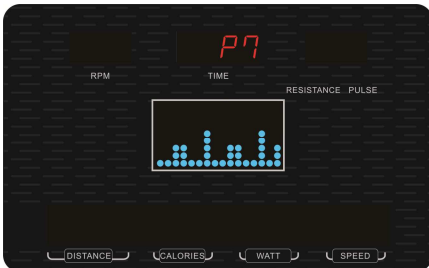 P7
RPM TIME
RESISTANCE PULSE
DISTANCE CALORIES WATT SPEED